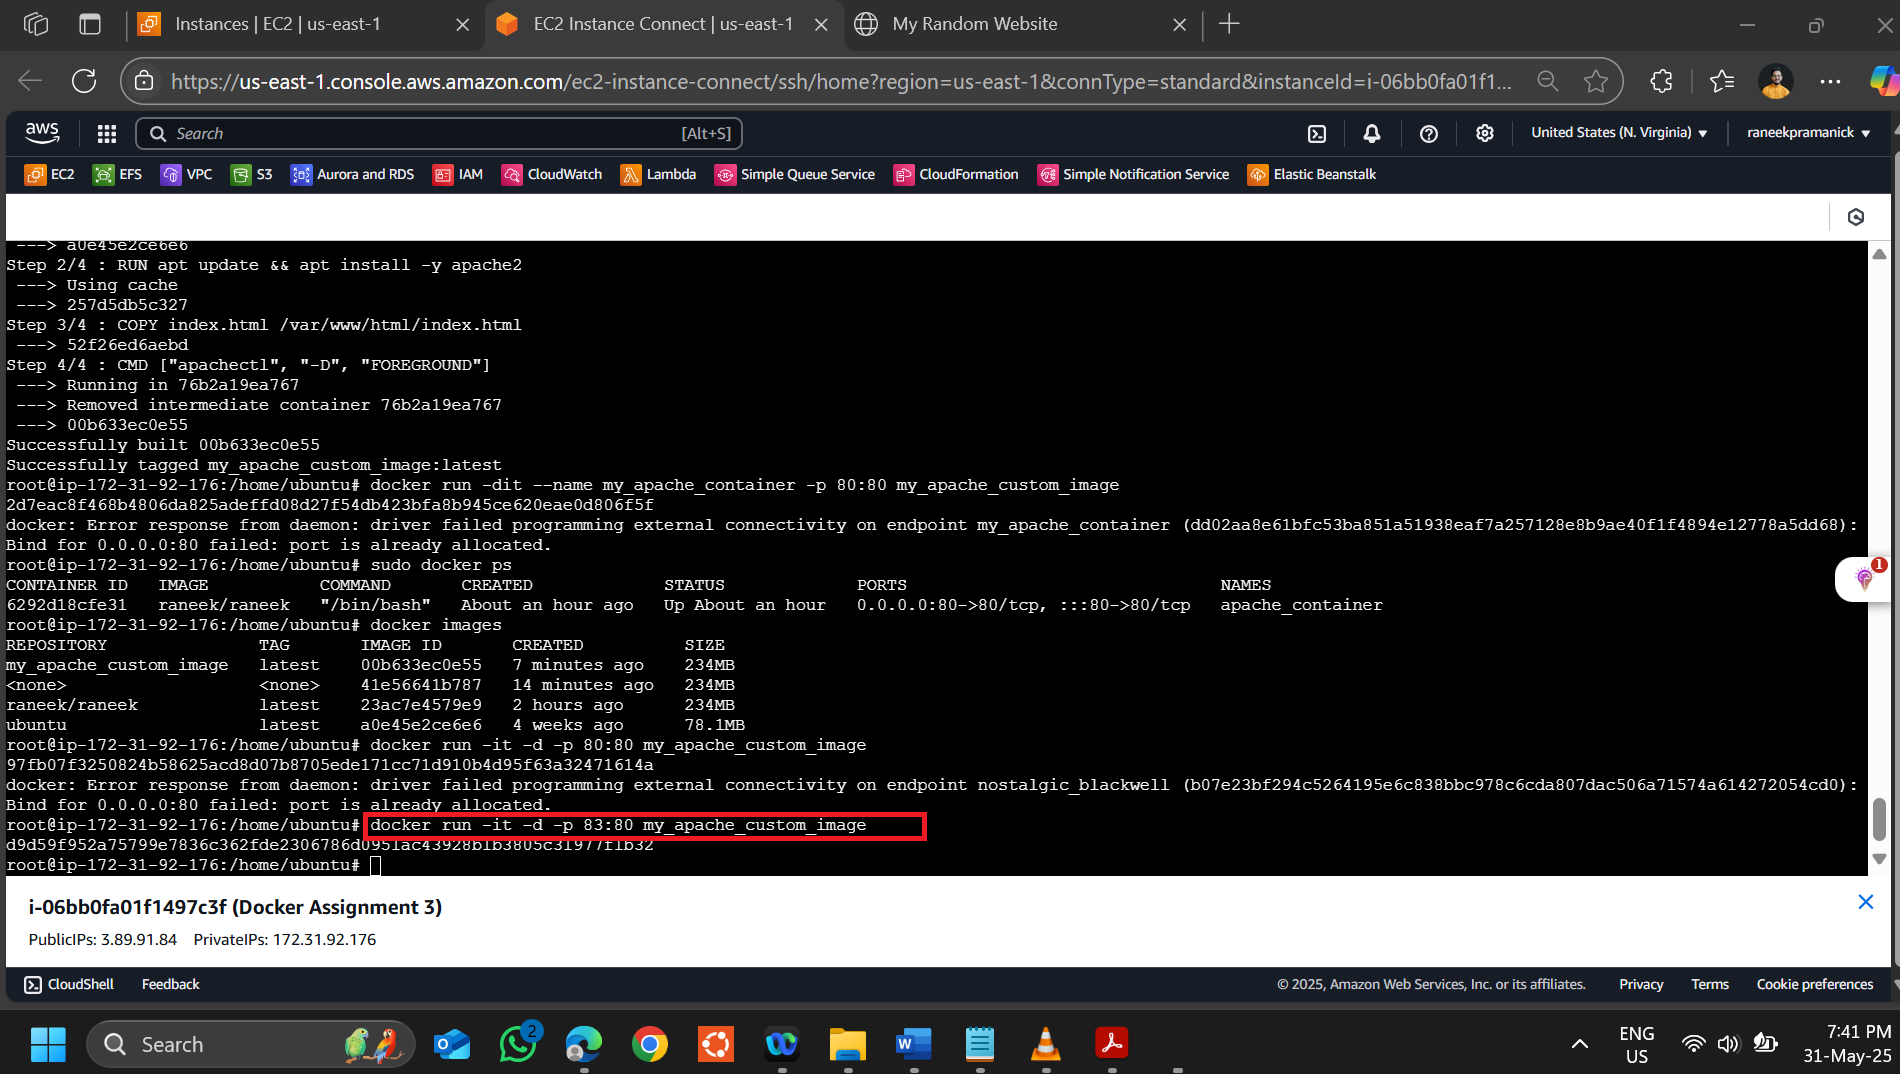 Instances | EC2 | us-east-1
EC2 Instance Connect | us-east-1
My Random Website
https://us-east-1.console.aws.amazon.com/ec2-instance-connect/ssh/home?region=us-east-1&connType=standard&instanceId=i-06bb0fa01f1...
aws
Search
[Alt+S]
United States (N. Virginia)
raneekpramanick
EC2
EFS
VPC
S3
Aurora and RDS
IAM
CloudWatch
Lambda
Simple Queue Service
CloudFormation
Simple Notification Service
Elastic Beanstalk
---> a0e45e2ce6e6
Step 2/4 : RUN apt update && apt install -y apache2
---> Using cache
---> 257d5db5c327
Step 3/4 : COPY index.html /var/www/html/index.html
---> 52f26ed6aebd
Step 4/4 : CMD ["apachectl", "-D", "FOREGROUND"]
---> Running in 76b2a19ea767
---> Removed intermediate container 76b2a19ea767
---> 00b633ec0e55
Successfully built 00b633ec0e55
Successfully tagged my_apache_custom_image:latest
root@ip-172-31-92-176:/home/ubuntu# docker run -dit --name my_apache_container -p 80:80 my_apache_custom_image
2d7eac8f468b4806da825adeffd08d27f54db423bfa8b945ce620eae0d806f5f
docker: Error response from daemon: driver failed programming external connectivity on endpoint my_apache_container (dd02aa8e61bfc53ba851a51938eaf7a257128e8b9ae40f1f4894e12778a5dd68):
Bind for 0.0.0.0:80 failed: port is already allocated.
root@ip-172-31-92-176:/home/ubuntu# sudo docker ps
CONTAINER ID   IMAGE           COMMAND       CREATED             STATUS             PORTS                               NAMES
6292d18cfe31   raneek/raneek   "/bin/bash"   About an hour ago   Up About an hour   0.0.0.0:80->80/tcp, :::80->80/tcp   apache_container
root@ip-172-31-92-176:/home/ubuntu# docker images
REPOSITORY               TAG       IMAGE ID       CREATED          SIZE
my_apache_custom_image   latest    00b633ec0e55   7 minutes ago    234MB
<none>                   <none>    41e56641b787   14 minutes ago   234MB
raneek/raneek            latest    23ac7e4579e9   2 hours ago      234MB
ubuntu                   latest    a0e45e2ce6e6   4 weeks ago      78.1MB
root@ip-172-31-92-176:/home/ubuntu# docker run -it -d -p 80:80 my_apache_custom_image
97fb07f3250824b58625acd8d07b8705ede171cc71d910b4d95f63a32471614a
docker: Error response from daemon: driver failed programming external connectivity on endpoint nostalgic_blackwell (b07e23bf294c5264195e6c838bbc978c6cda807dac506a71574a614272054cd0):
Bind for 0.0.0.0:80 failed: port is already allocated.
root@ip-172-31-92-176:/home/ubuntu# docker run -it -d -p 83:80 my_apache_custom_image
d9d59f952a75799e7836c362fde2306786d0951ac43928b1b3805c31977f1b32
root@ip-172-31-92-176:/home/ubuntu#
1
i-06bb0fa01f1497c3f (Docker Assignment 3)
PublicIPs: 3.89.91.84 PrivateIPs: 172.31.92.176
CloudShell
Feedback
© 2025, Amazon Web Services, Inc. or its affiliates.
Privacy
Terms
Cookie preferences
Search
2
ENG
US
7:41 PM
31-May-25